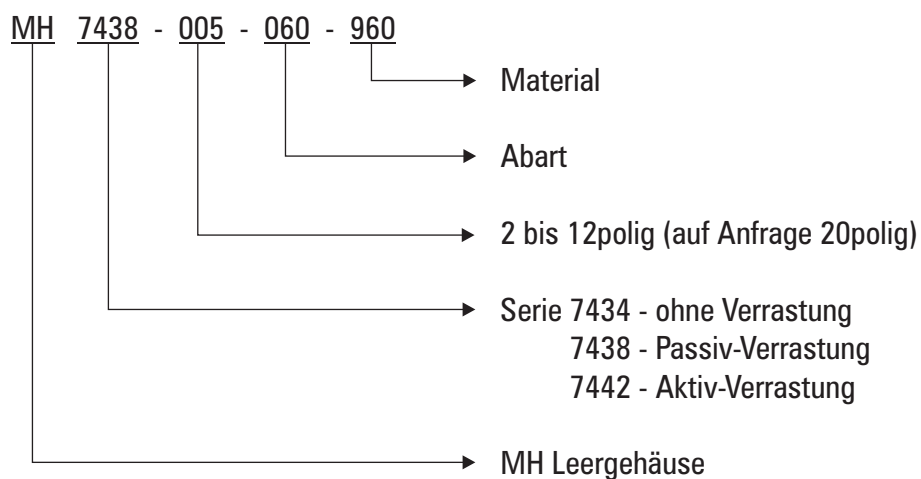 MH 7438 - 005 - 060 - 960
Material
Abart
2 bis 12polig (auf Anfrage 20polig)
Serie 7434 - ohne Verrastung
7438 - Passiv-Verrastung
7442 - Aktiv-Verrastung
MH Leergehäuse